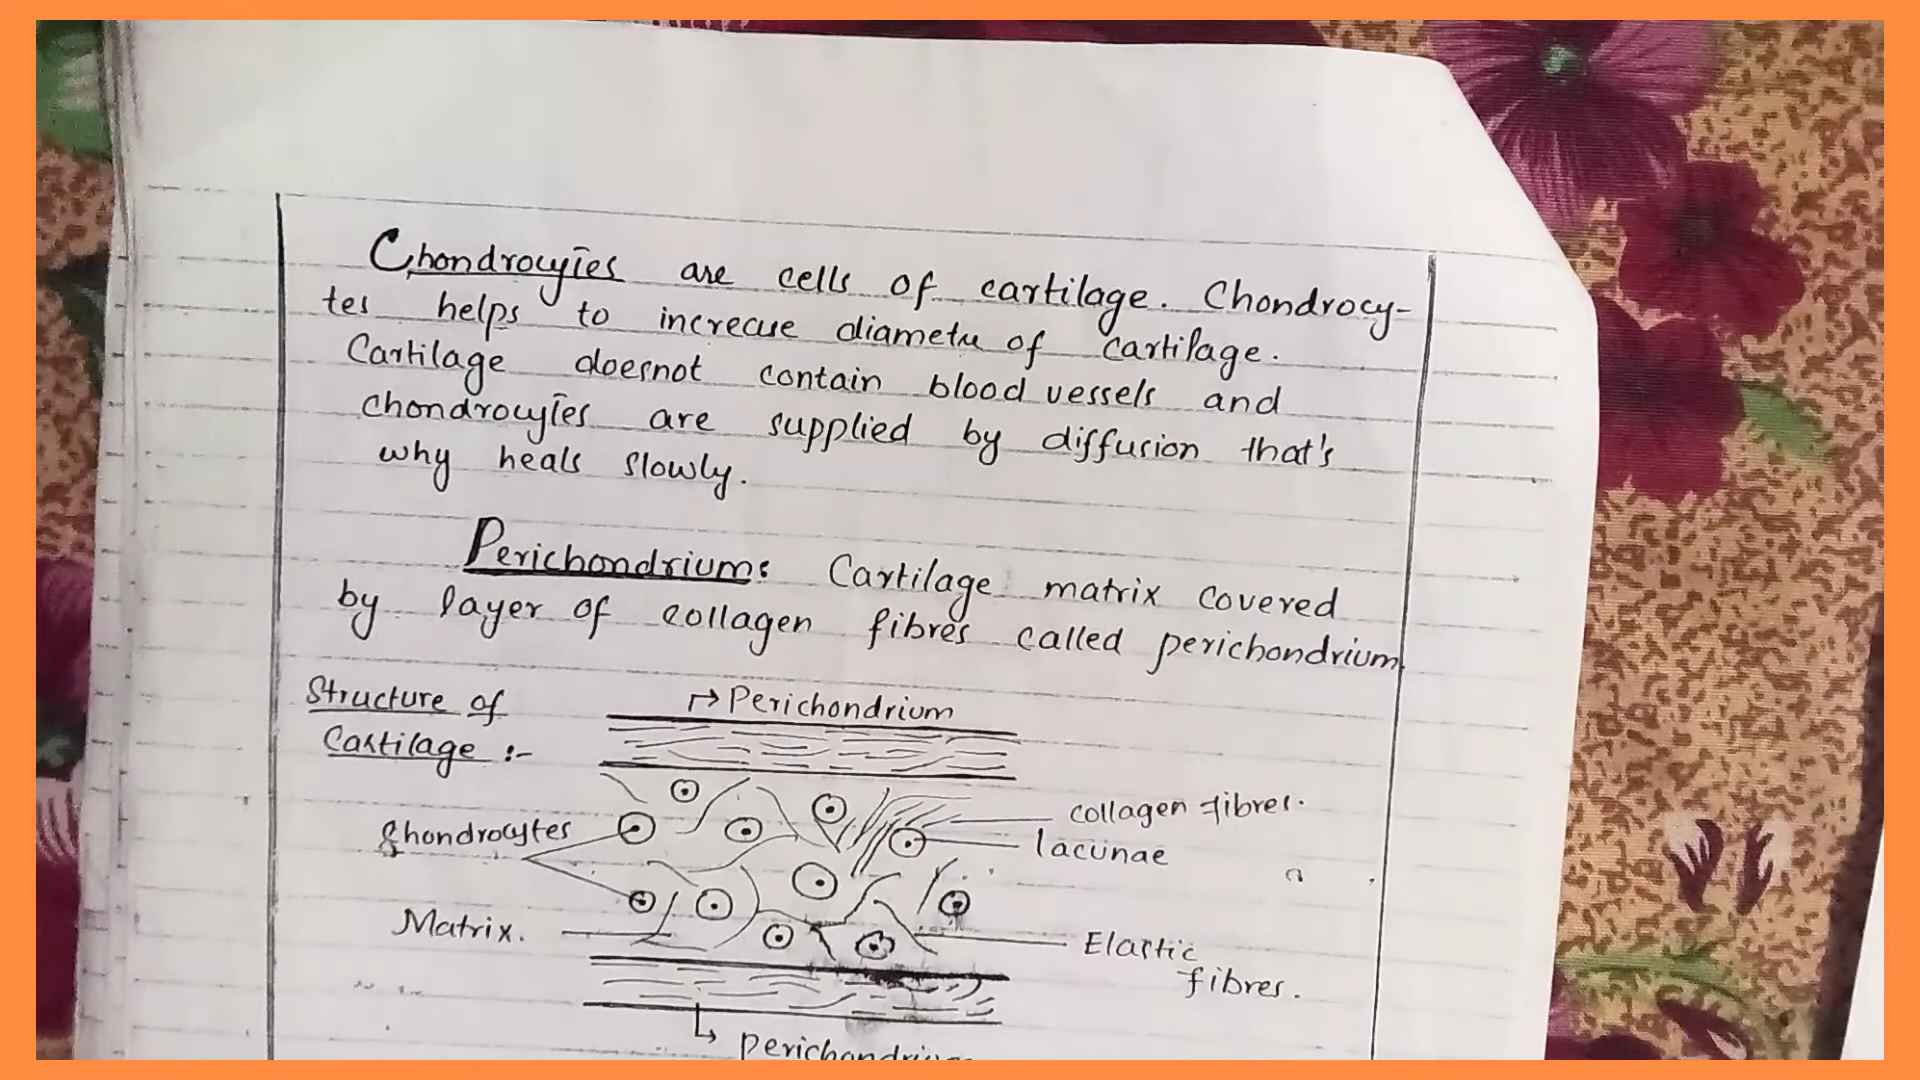 Chondrocytes are cells of cartilage. Chondrocy-
tes helps to increase diameter of cartilage.
Cartilage doesnot contain blood vessels and
chondrocytes are supplied by diffusion that's
why heals slowly.
Perichondrium: Cartilage matrix covered
by layer of collagen fibres called perichondrium
Structure of
Cartilage :-
↱ Perichondrium
collagen fibres.
Chondrocytes
lacunae
Matrix.
Elastic
fibres.
↳ perichondrium